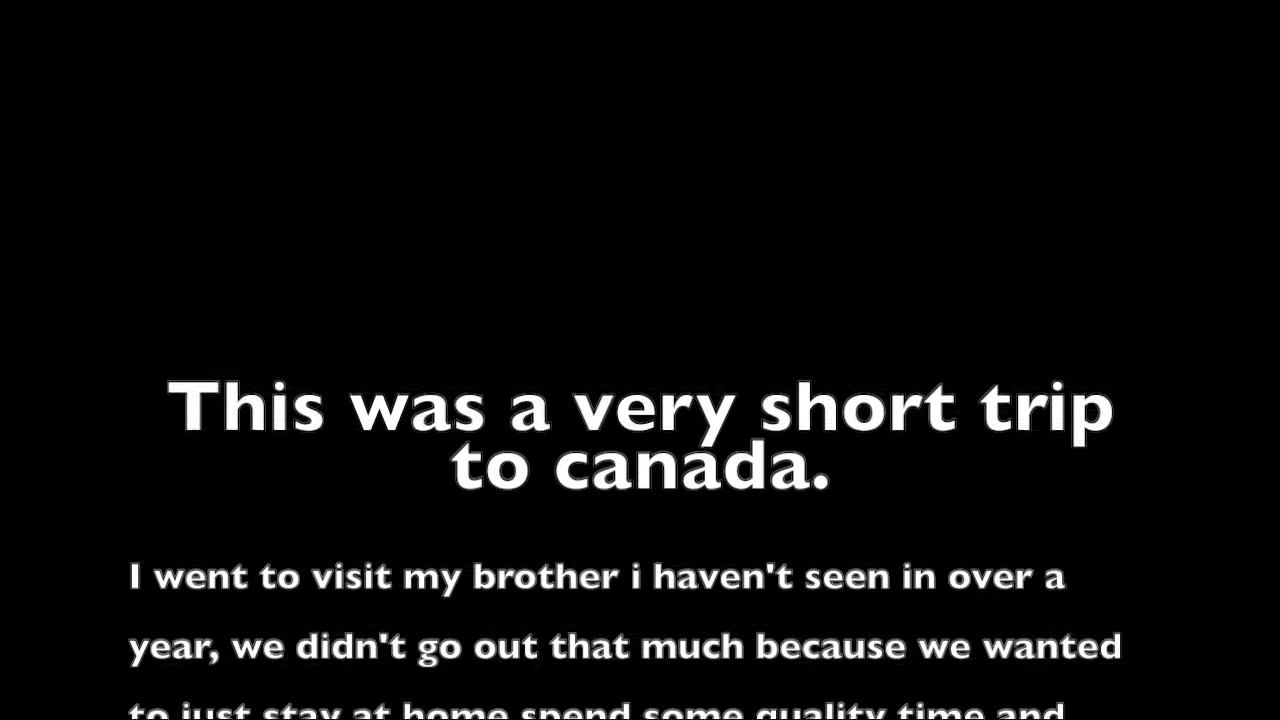 This was a very short trip
to canada.
I went to visit my brother i haven't seen in over a
year, we didn't go out that much because we wanted
to just stay at home spend some quality time and